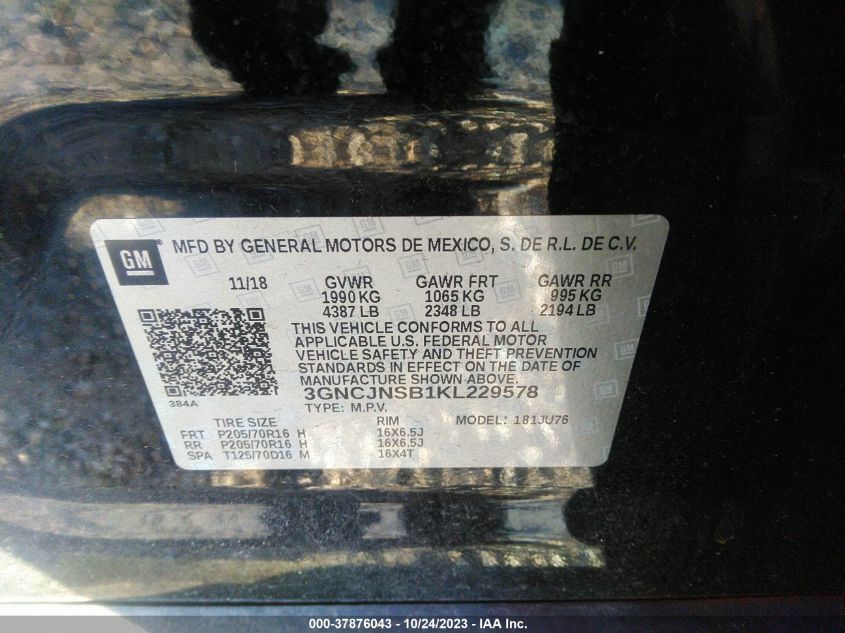 GM
MFD BY GENERAL MOTORS DE MEXICO, S. DE R.L. DE C.V.
11/18 GVWR GAWR FRT GAWR RR
1990 KG 1065 KG 995 KG
4387 LB 2348 LB 2194 LB
THIS VEHICLE CONFORMS TO ALL
APPLICABLE U.S. FEDERAL MOTOR
VEHICLE SAFETY AND THEFT PREVENTION
STANDARDS IN EFFECT ON THE DATE OF
MANUFACTURE SHOWN ABOVE.
384A 3GNCJNSB1KL229578
TYPE: M.P.V. MODEL: 181JU76
TIRE SIZE RIM
FRT P205/70R16 H 16X6.5J
RR P205/70R16 H 16X6.5J
SPA T125/70D16 M 16X4T
000-37876043 - 10/24/2023 - IAA Inc.